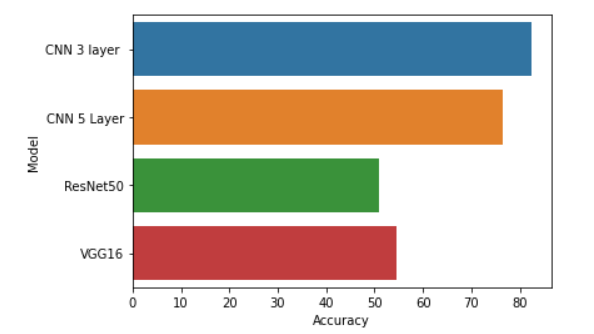 Model
CNN 3 layer
CNN 5 Layer
ResNet50
VGG16
0 10 20 30 40 50 60 70 80
Accuracy